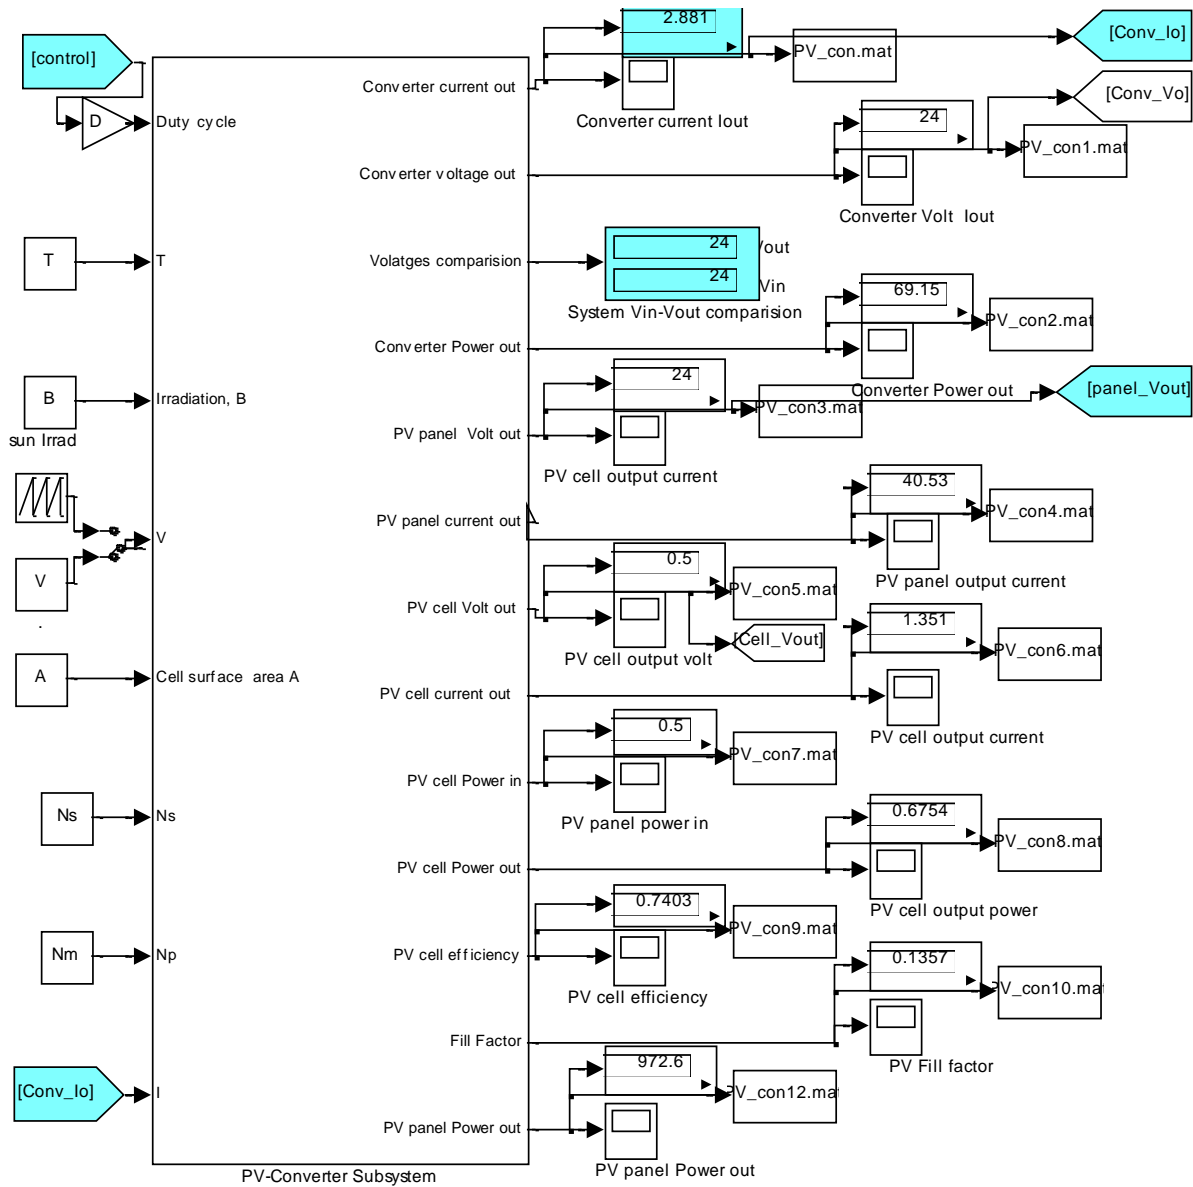 2.881
[Conv_Io]
[control]
PV_con.mat
Converter current out
[Conv_Vo]
D
Duty cycle
Converter current Iout
24
PV_con1.mat
Converter voltage out
Converter Volt Iout
T
T
Volatges comparision
24
Vout
24
Vin
System Vin-Vout comparision
69.15
PV_con2.mat
Converter Power out
B
Irradiation, B
24
Converter Power out
[panel_Vout]
PV_con3.mat
sun Irrad
PV panel Volt out
PV cell output current
40.53
PV_con4.mat
PV panel current out
V
PV panel output current
0.5
V
PV_con5.mat
PV cell Volt out
.
1.351
[Cell_Vout]
PV_con6.mat
PV cell output volt
A
Cell surface area A
PV cell current out
PV cell output current
0.5
PV_con7.mat
PV cell Power in
Ns
Ns
PV panel power in
0.6754
PV_con8.mat
PV cell Power out
0.7403
PV cell output power
PV_con9.mat
Nm
Np
PV cell efficiency
0.1357
PV_con10.mat
PV cell efficiency
Fill Factor
972.6
PV Fill factor
[Conv_Io]
I
PV_con12.mat
PV panel Power out
PV panel Power out
PV-Converter Subsystem